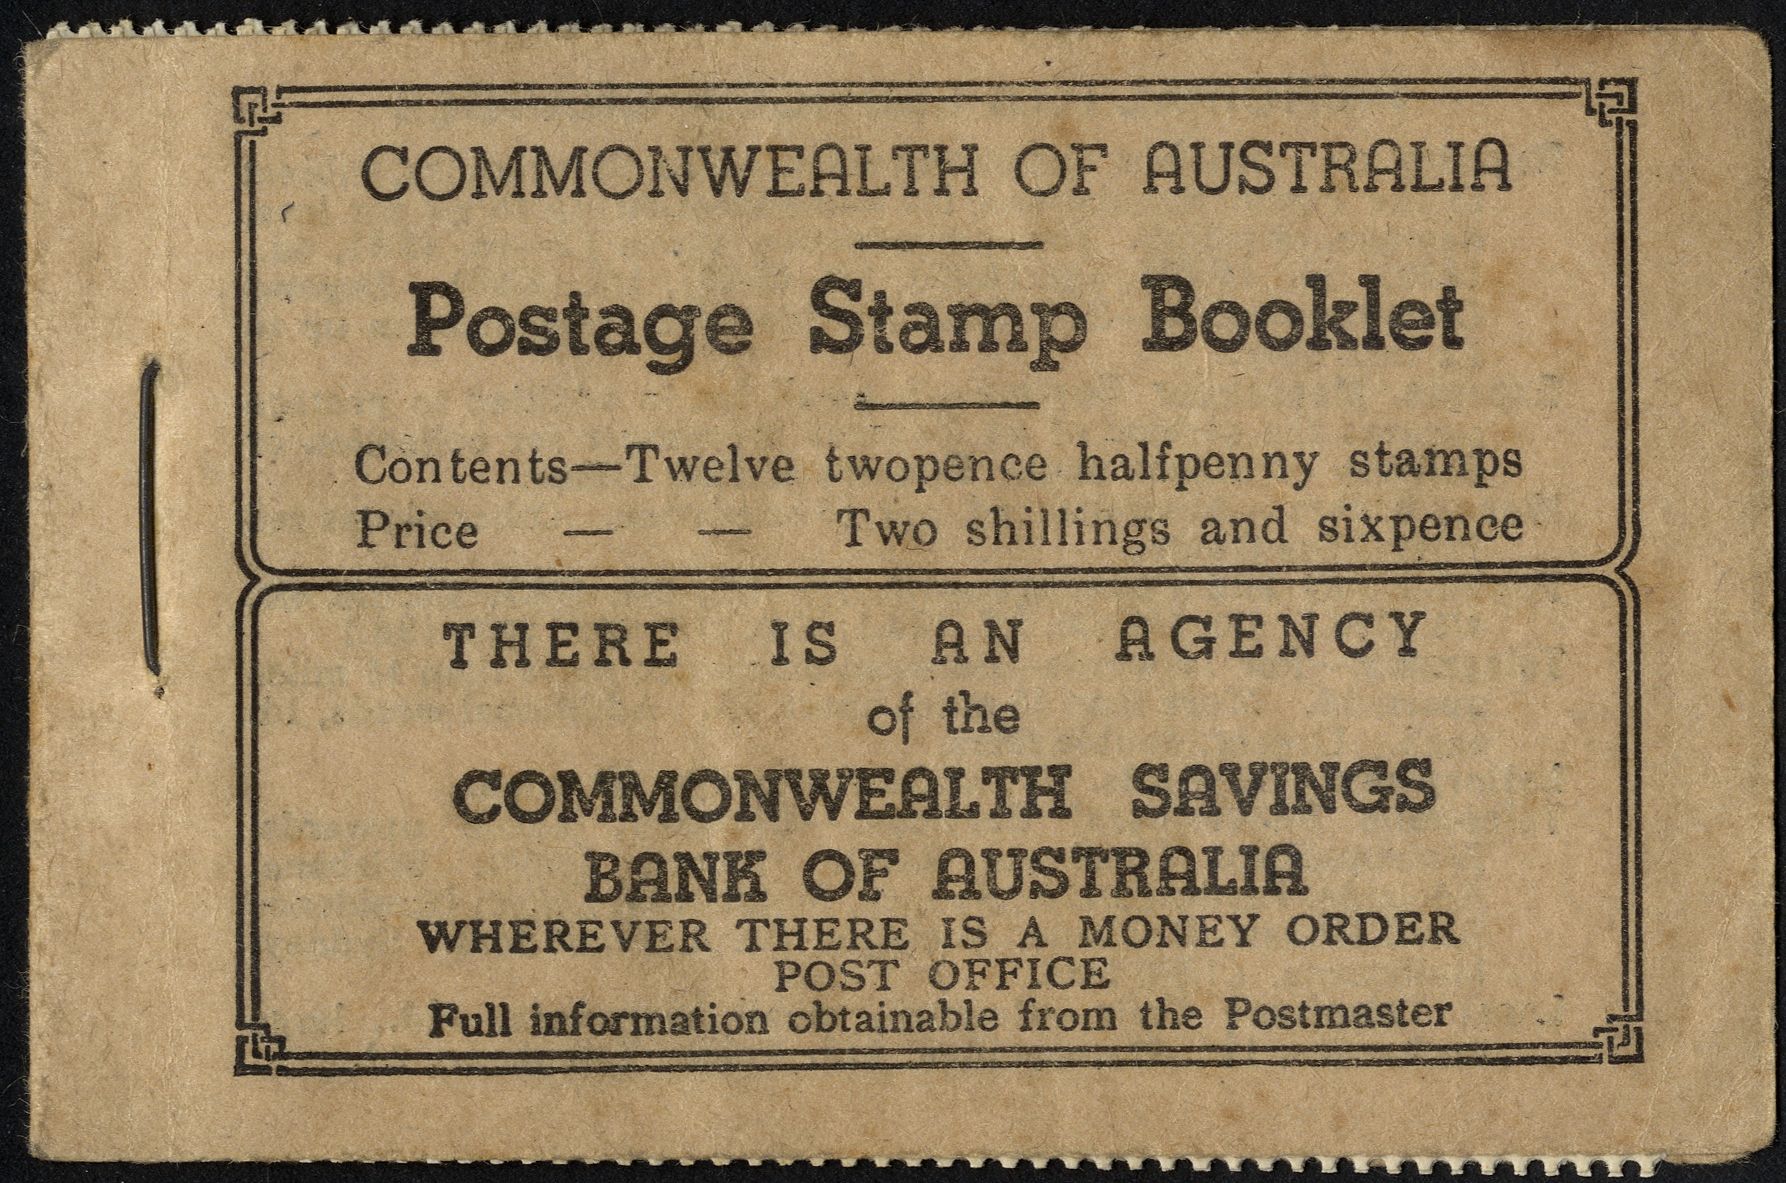 COMMONWEALTH OF AUSTRALIA
Postage Stamp Booklet
Contents—Twelve twopence halfpenny stamps
Price — — Two shillings and sixpence
THERE IS AN AGENCY
of the
COMMONWEALTH SAVINGS
BANK OF AUSTRALIA
WHEREVER THERE IS A MONEY ORDER
POST OFFICE
Full information obtainable from the Postmaster